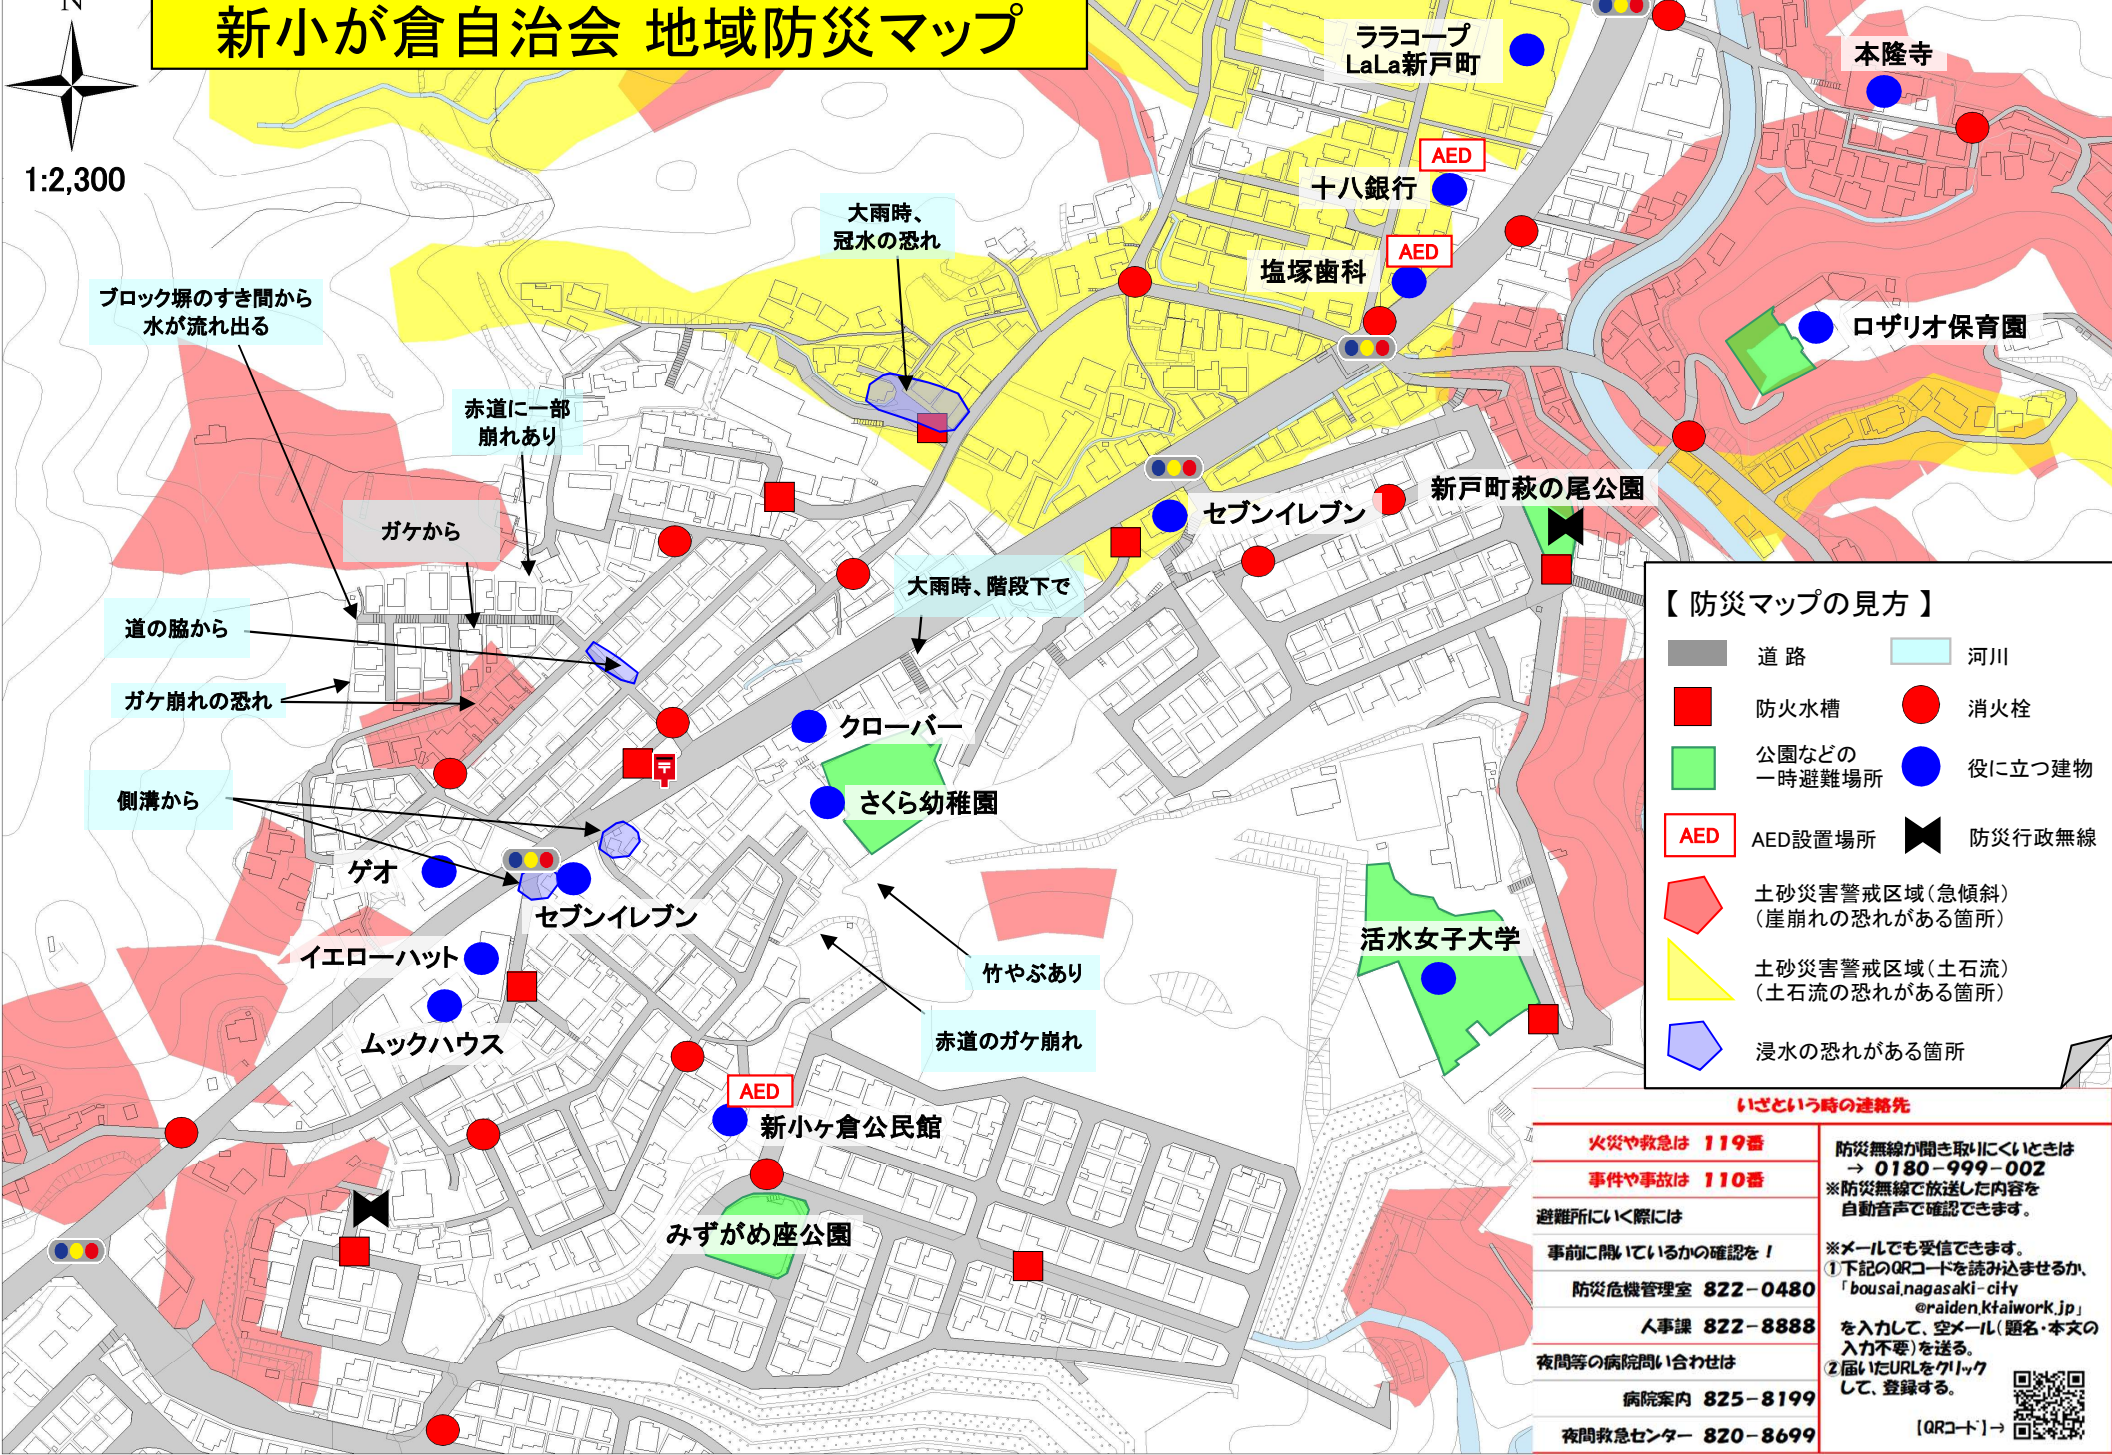 N
1:2,300
新小が倉自治会 地域防災マップ
ララコープ
LaLa新戸町
本隆寺
AED
十八銀行
AED
塩塚歯科
ロザリオ保育園
大雨時、
冠水の恐れ
ブロック塀のすき間から
水が流れ出る
赤道に一部
崩れあり
ガケから
セブンイレブン
新戸町萩の尾公園
大雨時、階段下で
道の脇から
ガケ崩れの恐れ
クローバー
さくら幼稚園
側溝から
ゲオ
セブンイレブン
イエローハット
ムックハウス
竹やぶあり
赤道のガケ崩れ
活水女子大学
AED
新小ヶ倉公民館
みずがめ座公園
【 防災マップの見方 】
道 路
河川
防火水槽
消火栓
公園などの
一時避難場所
役に立つ建物
AED
AED設置場所
防災行政無線
土砂災害警戒区域(急傾斜)
(崖崩れの恐れがある箇所)
土砂災害警戒区域(土石流)
(土石流の恐れがある箇所)
浸水の恐れがある箇所
いざという時の連絡先
火災や救急は 119番
事件や事故は 110番
避難所にいく際には
事前に開いているかの確認を!
防災危機管理室 822-0480
人事課 822-8888
夜間等の病院問い合わせは
病院案内 825-8199
夜間救急センター 820-8699
防災無線が聞き取りにくいときは
→ 0180-999-002
※防災無線で放送した内容を
自動音声で確認できます。
※メールでも受信できます。
①下記のQRコードを読み込ませるか、
「bousai.nagasaki-city
@raiden.ktaiwork.jp」
を入力して、空メール(題名・本文の
入力不要)を送る。
②届いたURLをクリック
して、登録する。
【QRコード】→